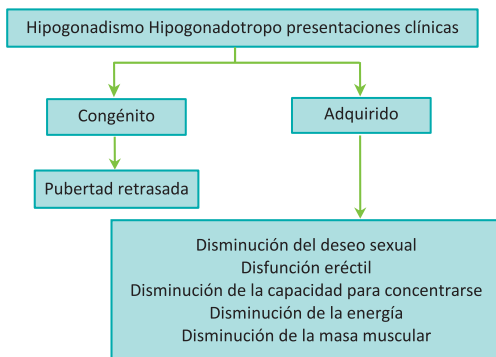 Hipogonadismo Hipogonadotropo presentaciones clínicas
Congénito
Adquirido
Pubertad retrasada
Disminución del deseo sexual
Disfunción eréctil
Disminución de la capacidad para concentrarse
Disminución de la energía
Disminución de la masa muscular